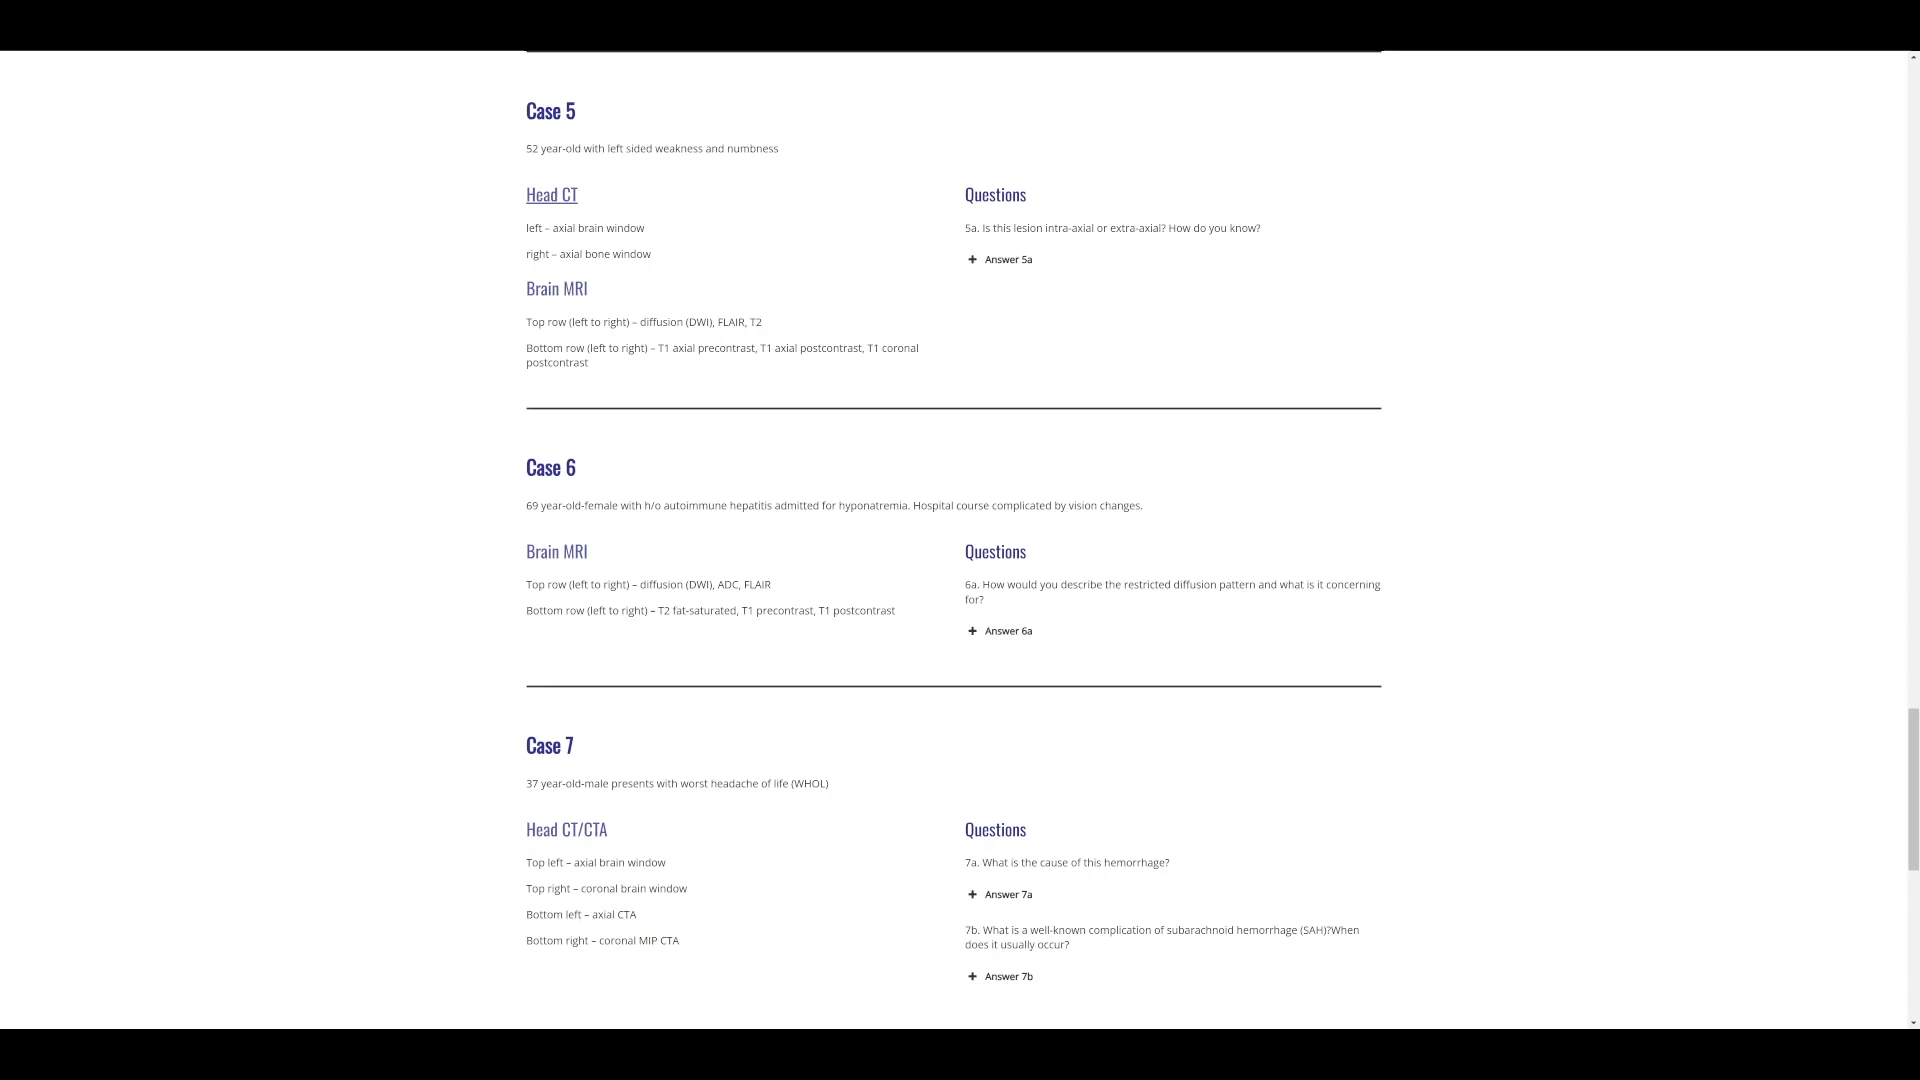 Case 5
52 year-old with left sided weakness and numbness
Head CT
left – axial brain window
right – axial bone window
Brain MRI
Top row (left to right) – diffusion (DWI), FLAIR, T2
Bottom row (left to right) – T1 axial precontrast, T1 axial postcontrast, T1 coronal
postcontrast
Questions
5a. Is this lesion intra-axial or extra-axial? How do you know?
+ Answer 5a
Case 6
69 year-old-female with h/o autoimmune hepatitis admitted for hyponatremia. Hospital course complicated by vision changes.
Brain MRI
Top row (left to right) – diffusion (DWI), ADC, FLAIR
Bottom row (left to right) – T2 fat-saturated, T1 precontrast, T1 postcontrast
Questions
6a. How would you describe the restricted diffusion pattern and what is it concerning
for?
+ Answer 6a
Case 7
37 year-old-male presents with worst headache of life (WHOL)
Head CT/CTA
Top left – axial brain window
Top right – coronal brain window
Bottom left – axial CTA
Bottom right – coronal MIP CTA
Questions
7a. What is the cause of this hemorrhage?
+ Answer 7a
7b. What is a well-known complication of subarachnoid hemorrhage (SAH)?When
does it usually occur?
+ Answer 7b